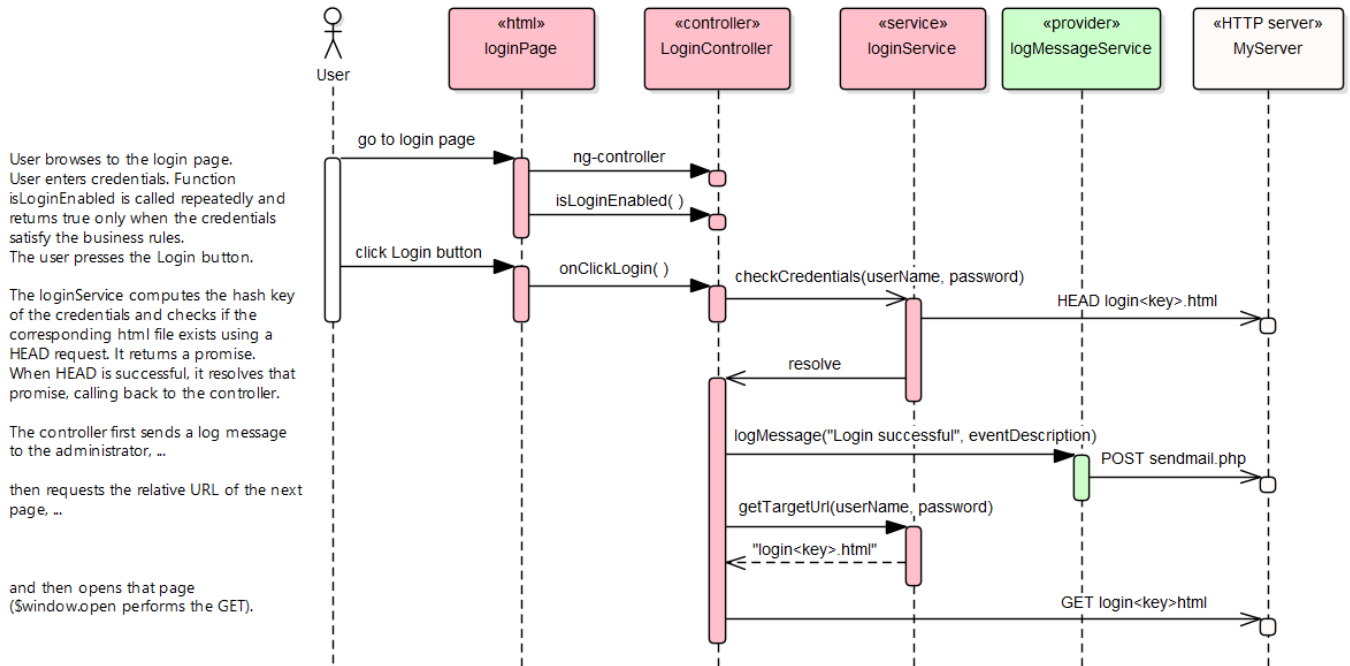 «html»
loginPage
«controller»
LoginController
«service»
loginService
«provider»
logMessageService
«HTTP server»
MyServer
User
go to login page
ng-controller
isLoginEnabled( )
click Login button
onClickLogin( )
checkCredentials(userName, password)
HEAD login<key>.html
resolve
logMessage("Login successful", eventDescription)
POST sendmail.php
getTargetUrl(userName, password)
"login<key>.html"
GET login<key>html
User browses to the login page.
User enters credentials. Function
isLoginEnabled is called repeatedly and
returns true only when the credentials
satisfy the business rules.
The user presses the Login button.
The loginService computes the hash key
of the credentials and checks if the
corresponding html file exists using a
HEAD request. It returns a promise.
When HEAD is successful, it resolves that
promise, calling back to the controller.
The controller first sends a log message
to the administrator, ...
then requests the relative URL of the next
page, ...
and then opens that page
($window.open performs the GET).